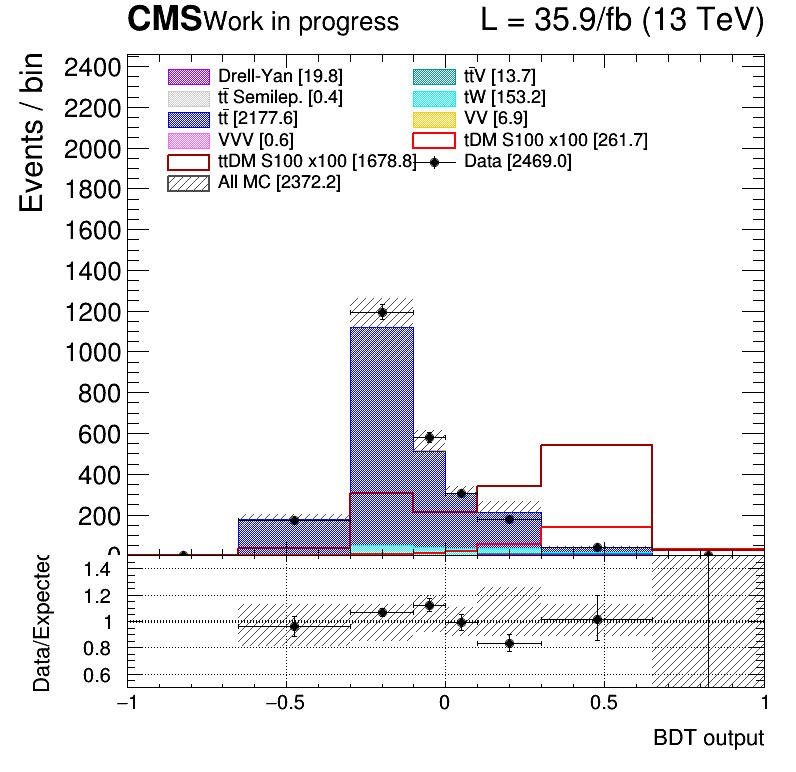 CMS Work in progress L = 35.9/fb (13 TeV)
Events / bin
2400
2200
2000
1800
1600
1400
1200
1000
800
600
400
200
0
Drell-Yan [19.8] tt̄V [13.7]
tt̄ Semilep. [0.4] tW [153.2]
tt̄ [2177.6] VV [6.9]
VVV [0.6] tDM S100 x100 [261.7]
ttDM S100 x100 [1678.8] Data [2469.0]
All MC [2372.2]
Data/Expected
1.4
1.2
1
0.8
0.6
−1 −0.5 0 0.5 1
BDT output